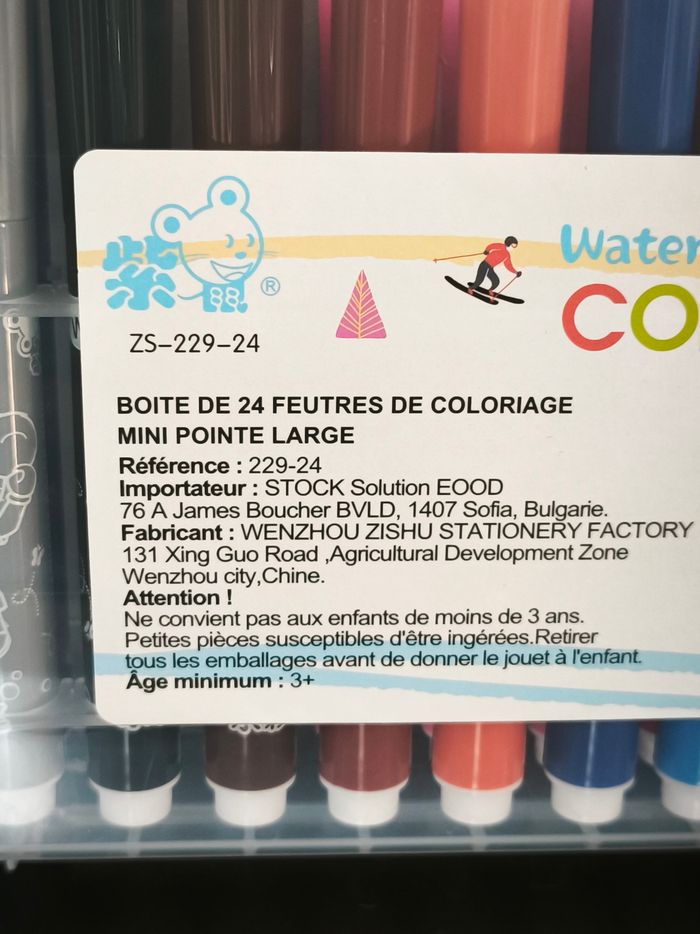 Water
CO
®
ZS-229-24
BOITE DE 24 FEUTRES DE COLORIAGE
MINI POINTE LARGE
Référence : 229-24
Importateur : STOCK Solution EOOD
76 A James Boucher BVLD, 1407 Sofia, Bulgarie.
Fabricant : WENZHOU ZISHU STATIONERY FACTORY
131 Xing Guo Road ,Agricultural Development Zone
Wenzhou city,Chine.
Attention !
Ne convient pas aux enfants de moins de 3 ans.
Petites pièces susceptibles d'être ingérées.Retirer
tous les emballages avant de donner le jouet à l'enfant.
Âge minimum : 3+